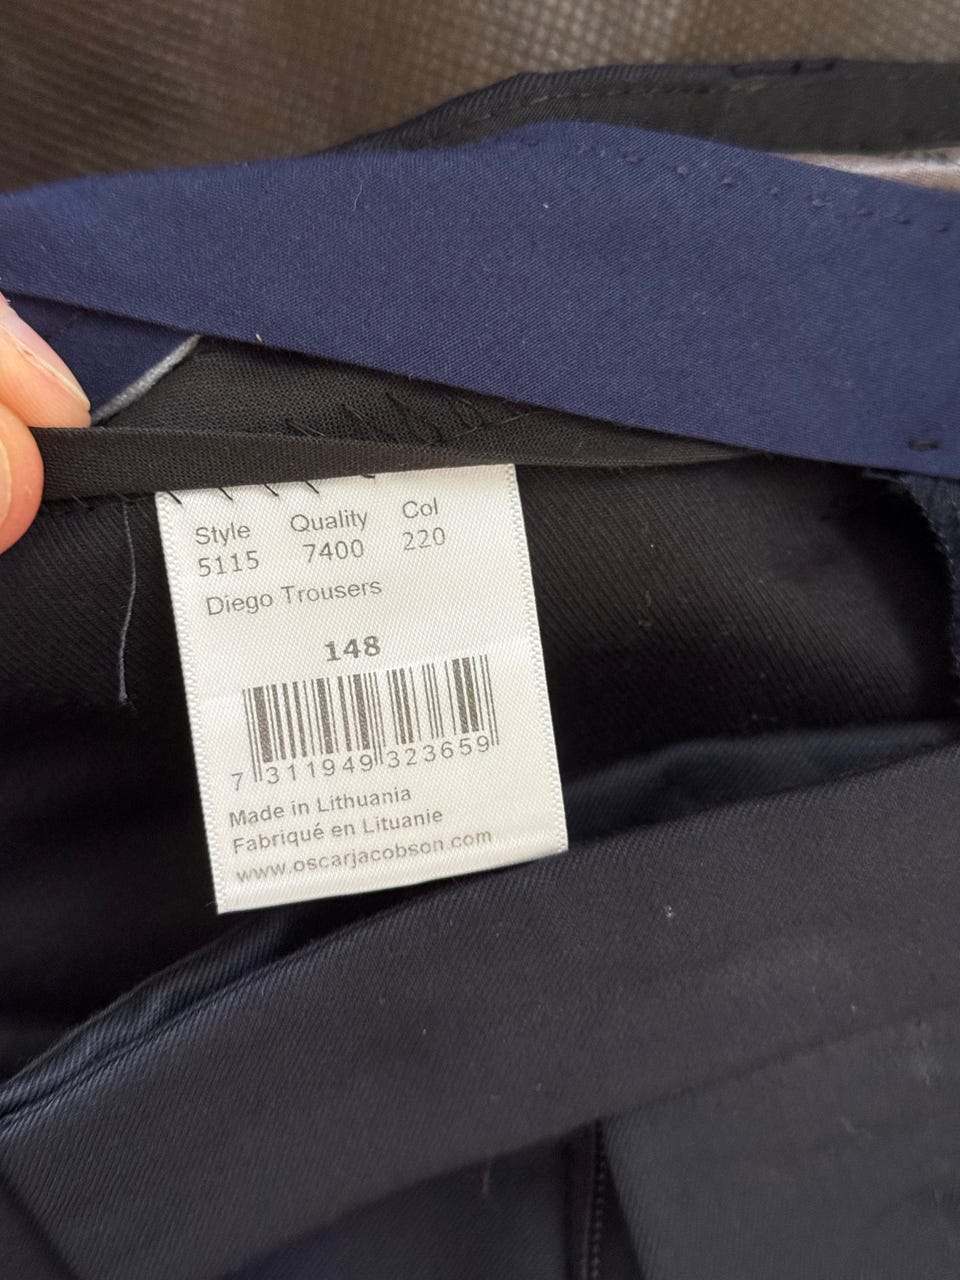 Style Quality Col
5115 7400 220
Diego Trousers
148
7 311949 323659
Made in Lithuania
Fabriqué en Lituanie
www.oscarjacobson.com